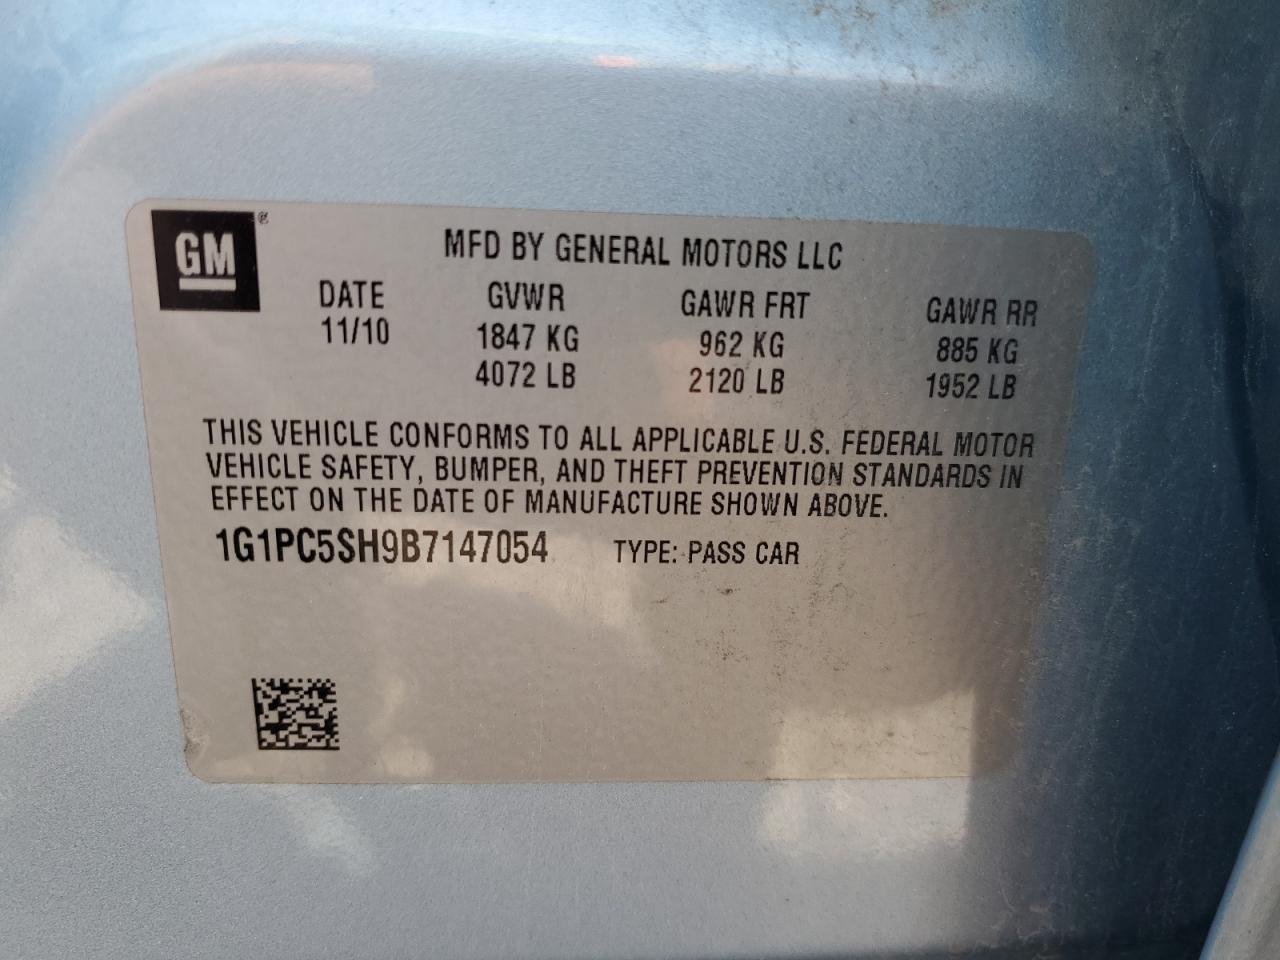 GM®
MFD BY GENERAL MOTORS LLC
DATE GVWR GAWR FRT GAWR RR
11/10 1847 KG 962 KG 885 KG
4072 LB 2120 LB 1952 LB
THIS VEHICLE CONFORMS TO ALL APPLICABLE U.S. FEDERAL MOTOR
VEHICLE SAFETY, BUMPER, AND THEFT PREVENTION STANDARDS IN
EFFECT ON THE DATE OF MANUFACTURE SHOWN ABOVE.
1G1PC5SH9B7147054 TYPE: PASS CAR